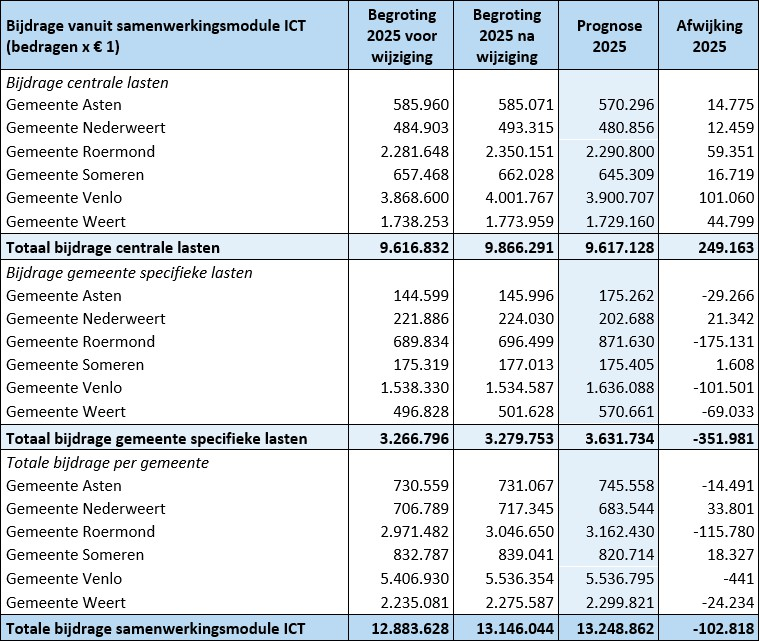 Bijdrage vanuit samenwerkingsmodule ICT (bedragen x € 1) Begroting 2025 voor wijziging Begroting 2025 na wijziging Prognose 2025 Afwijking 2025
Bijdrage centrale lasten
Gemeente Asten 585.960 585.071 570.296 14.775
Gemeente Nederweert 484.903 493.315 480.856 12.459
Gemeente Roermond 2.281.648 2.350.151 2.290.800 59.351
Gemeente Someren 657.468 662.028 645.309 16.719
Gemeente Venlo 3.868.600 4.001.767 3.900.707 101.060
Gemeente Weert 1.738.253 1.773.959 1.729.160 44.799
Totaal bijdrage centrale lasten 9.616.832 9.866.291 9.617.128 249.163
Bijdrage gemeente specifieke lasten
Gemeente Asten 144.599 145.996 175.262 -29.266
Gemeente Nederweert 221.886 224.030 202.688 21.342
Gemeente Roermond 689.834 696.499 871.630 -175.131
Gemeente Someren 175.319 177.013 175.405 1.608
Gemeente Venlo 1.538.330 1.534.587 1.636.088 -101.501
Gemeente Weert 496.828 501.628 570.661 -69.033
Totaal bijdrage gemeente specifieke lasten 3.266.796 3.279.753 3.631.734 -351.981
Totale bijdrage per gemeente
Gemeente Asten 730.559 731.067 745.558 -14.491
Gemeente Nederweert 706.789 717.345 683.544 33.801
Gemeente Roermond 2.971.482 3.046.650 3.162.430 -115.780
Gemeente Someren 832.787 839.041 820.714 18.327
Gemeente Venlo 5.406.930 5.536.354 5.536.795 -441
Gemeente Weert 2.235.081 2.275.587 2.299.821 -24.234
Totale bijdrage samenwerkingsmodule ICT 12.883.628 13.146.044 13.248.862 -102.818